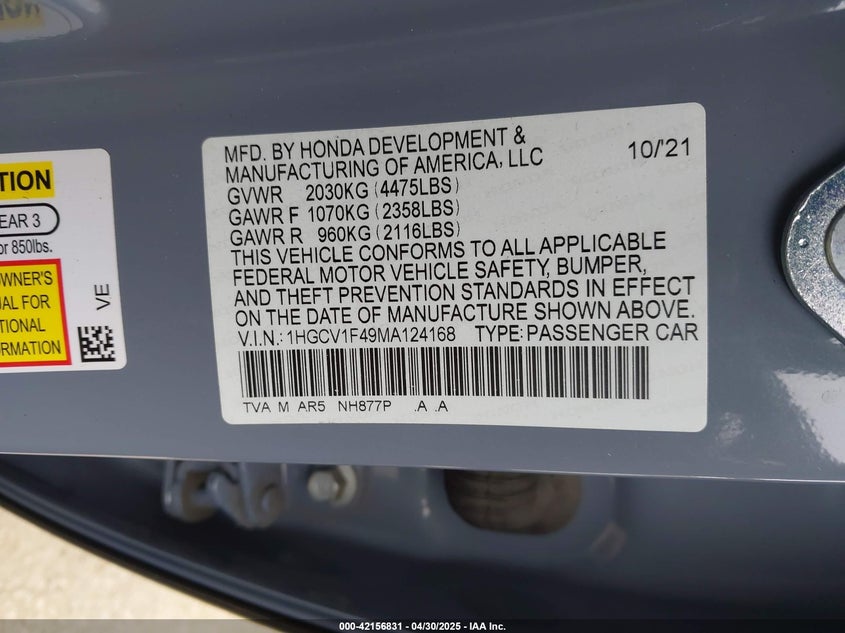 TION
EAR 3
or 850lbs.
OWNER'S
UAL FOR
TIONAL
ORMATION
VE
MFD. BY HONDA DEVELOPMENT &
MANUFACTURING OF AMERICA, LLC 10/'21
GVWR 2030KG (4475LBS)
GAWR F 1070KG (2358LBS)
GAWR R 960KG (2116LBS)
THIS VEHICLE CONFORMS TO ALL APPLICABLE
FEDERAL MOTOR VEHICLE SAFETY, BUMPER,
AND THEFT PREVENTION STANDARDS IN EFFECT
ON THE DATE OF MANUFACTURE SHOWN ABOVE.
V.I.N.: 1HGCV1F49MA124168 TYPE: PASSENGER CAR
TVA M AR5 NH877P .A .A
000-42156831 - 04/30/2025 - IAA Inc.